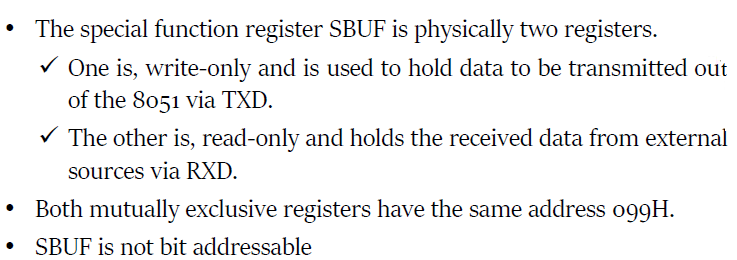 • The special function register SBUF is physically two registers.
✓ One is, write-only and is used to hold data to be transmitted out
of the 8051 via TXD.
✓ The other is, read-only and holds the received data from external
sources via RXD.
• Both mutually exclusive registers have the same address 099H.
• SBUF is not bit addressable